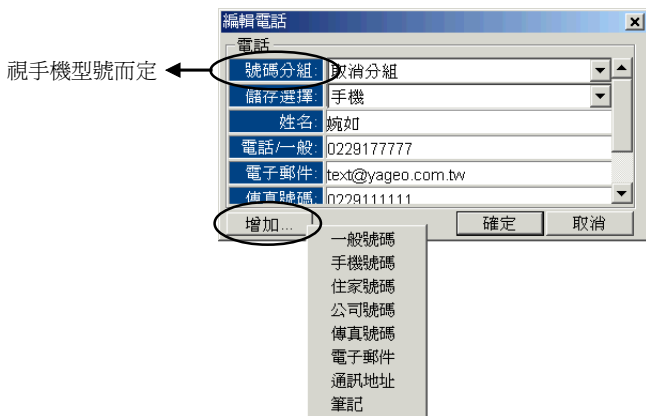 編輯電話
電話
視手機型號而定
號碼分組: 取消分組
儲存選擇: 手機
姓名: 婉如
電話/一般: 0229177777
電子郵件: text@yageo.com.tw
傳真號碼: 0229111111
增加... 確定 取消
一般號碼
手機號碼
住家號碼
公司號碼
傳真號碼
電子郵件
通訊地址
筆記